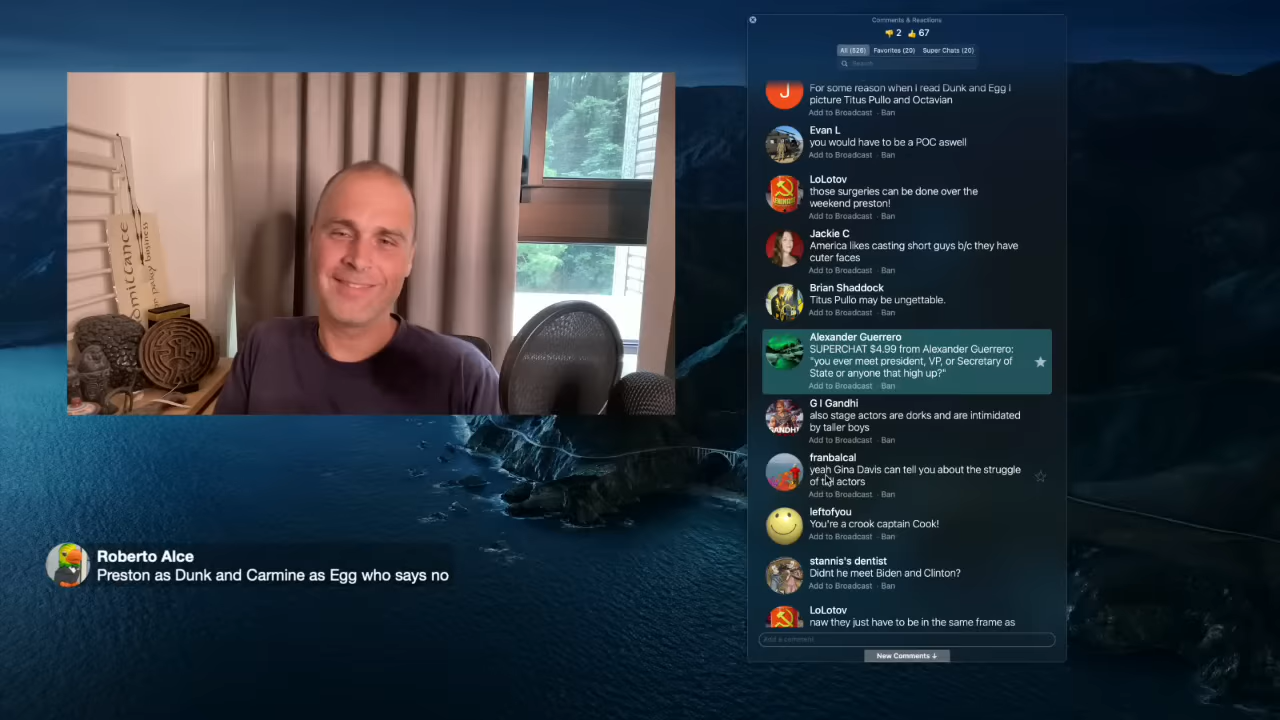 Comments & Reactions
👎 2 👍 67
All (526) Favorites (20) Super Chats (20)
Search
For some reason when I read Dunk and Egg I
picture Titus Pullo and Octavian
Add to Broadcast · Ban
Evan L
you would have to be a POC aswell
Add to Broadcast · Ban
LoLotov
those surgeries can be done over the
weekend preston!
Add to Broadcast · Ban
Jackie C
America likes casting short guys b/c they have
cuter faces
Add to Broadcast · Ban
Brian Shaddock
Titus Pullo may be ungettable.
Add to Broadcast · Ban
Alexander Guerrero
SUPERCHAT $4.99 from Alexander Guerrero:
"you ever meet president, VP, or Secretary of
State or anyone that high up?"
Add to Broadcast · Ban
G I Gandhi
also stage actors are dorks and are intimidated
by taller boys
Add to Broadcast · Ban
franbalcal
yeah Gina Davis can tell you about the struggle
of actors
Add to Broadcast · Ban
leftofyou
You're a crook captain Cook!
Add to Broadcast · Ban
stannis's dentist
Didnt he meet Biden and Clinton?
Add to Broadcast · Ban
LoLotov
naw they just have to be in the same frame as
Add a comment
New Comments ↓
J
GANDHI
Roberto Alce
Preston as Dunk and Carmine as Egg who says no